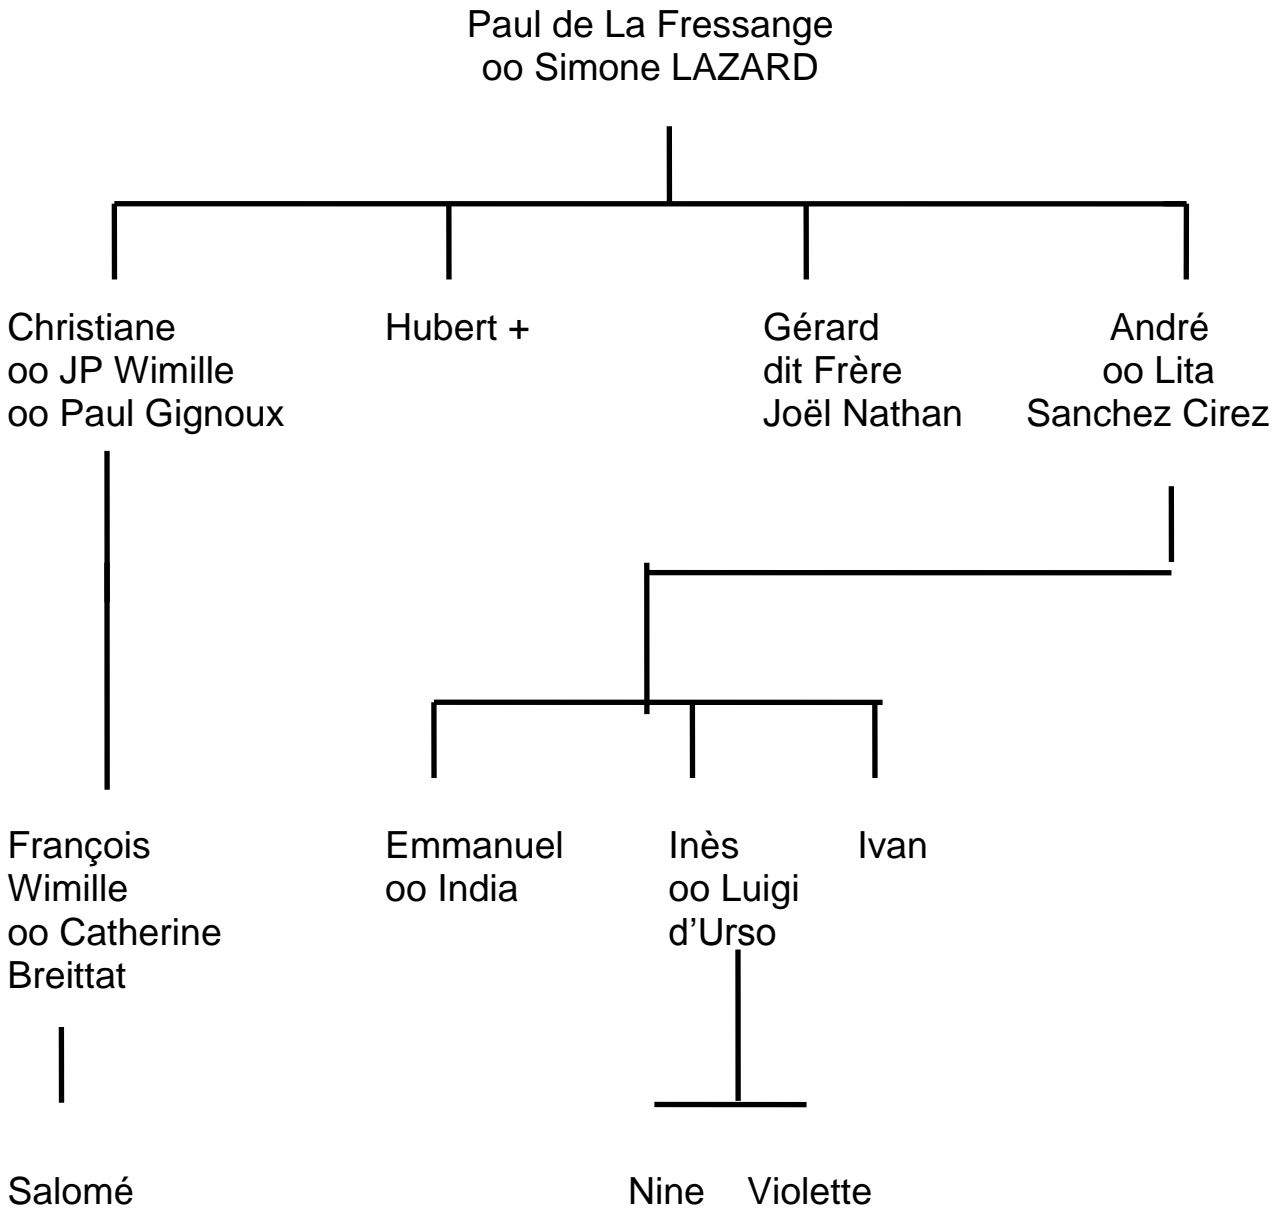 Paul de La Fressange
oo Simone LAZARD
Christiane
oo JP Wimille
oo Paul Gignoux
Hubert +
Gérard
dit Frère
Joël Nathan
André
oo Lita
Sanchez Cirez
François
Wimille
oo Catherine
Breittat
Emmanuel
oo India
Inès
oo Luigi
d’Urso
Ivan
Salomé
Nine
Violette